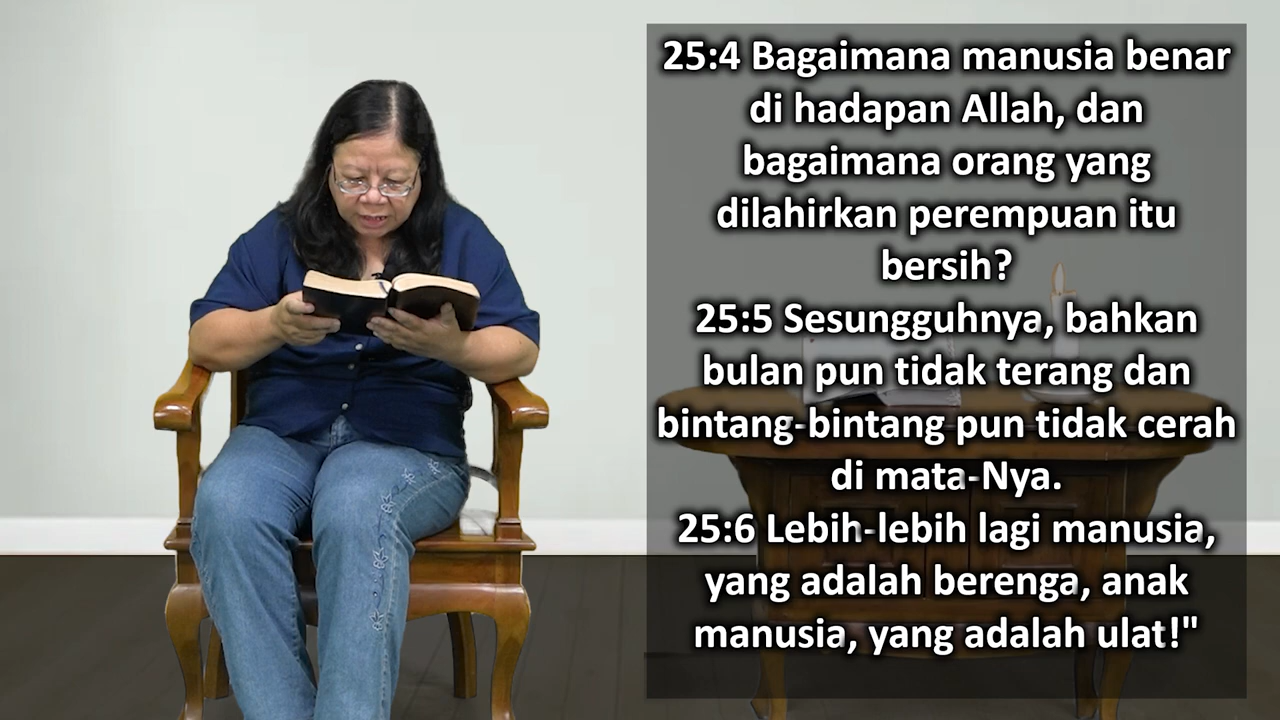 25:4 Bagaimana manusia benar
di hadapan Allah, dan
bagaimana orang yang
dilahirkan perempuan itu
bersih?
25:5 Sesungguhnya, bahkan
bulan pun tidak terang dan
bintang-bintang pun tidak cerah
di mata-Nya.
25:6 Lebih-lebih lagi manusia,
yang adalah berenga, anak
manusia, yang adalah ulat!"